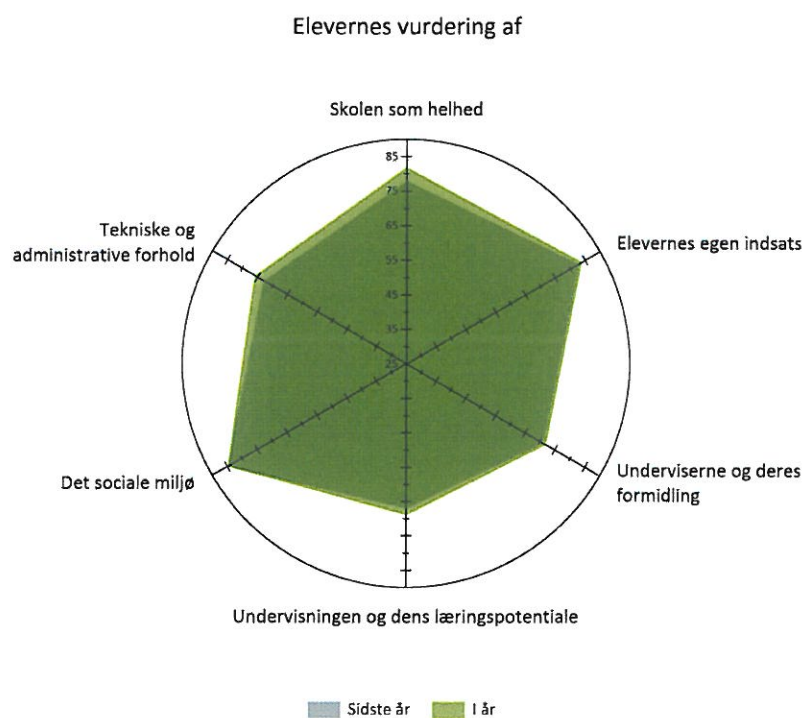 Elevernes vurdering af
Skolen som helhed
85
75
65
55
45
35
25
Elevernes egen indsats
Underviserne og deres
formidling
Undervisningen og dens læringspotentiale
Det sociale miljø
Tekniske og
administrative forhold
Sidste år
I år